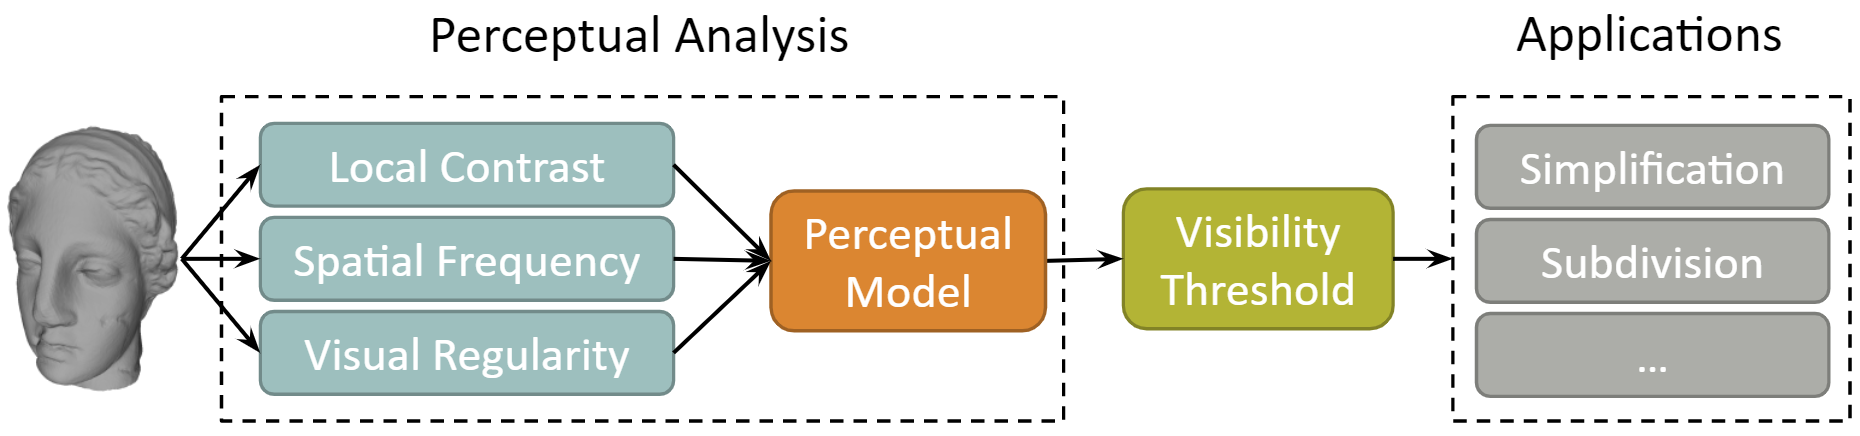 Perceptual Analysis
Applications
Local Contrast
Spatial Frequency
Visual Regularity
Perceptual
Model
Visibility
Threshold
Simplification
Subdivision
...